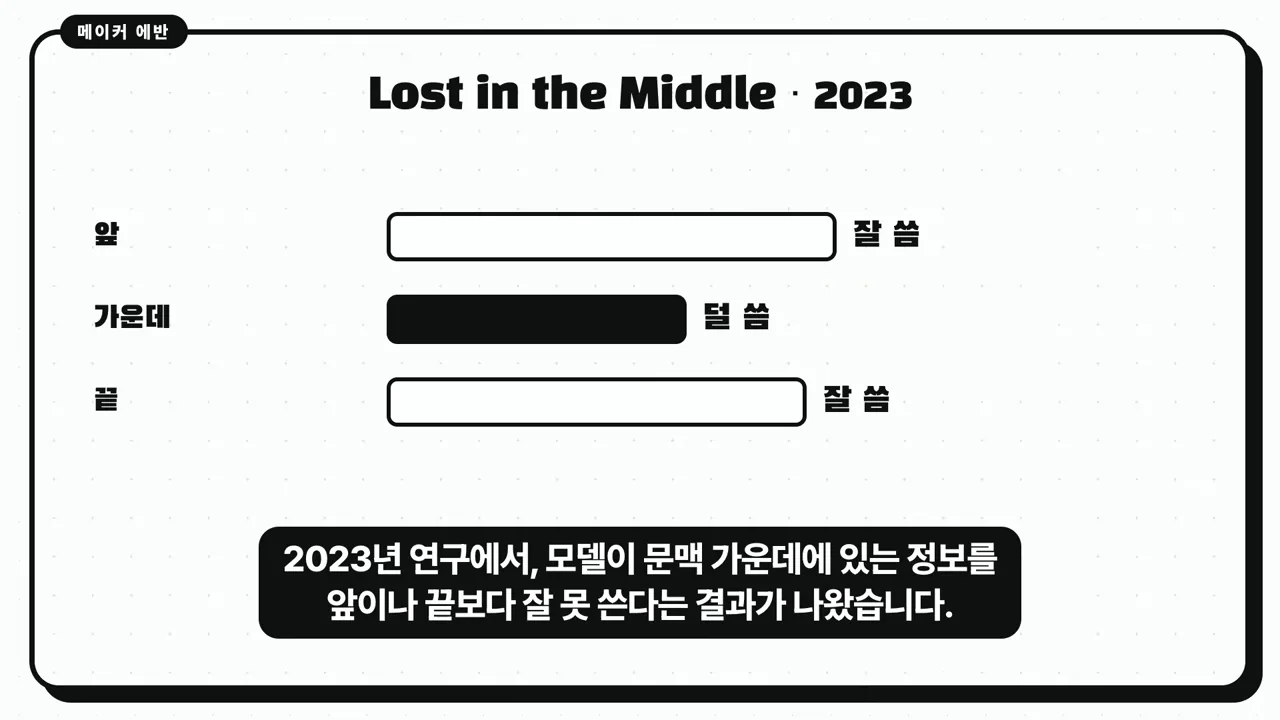 메이커 에반
Lost in the Middle · 2023
앞
잘 씀
가운데
덜 씀
끝
잘 씀
2023년 연구에서, 모델이 문맥 가운데에 있는 정보를
앞이나 끝보다 잘 못 쓴다는 결과가 나왔습니다.